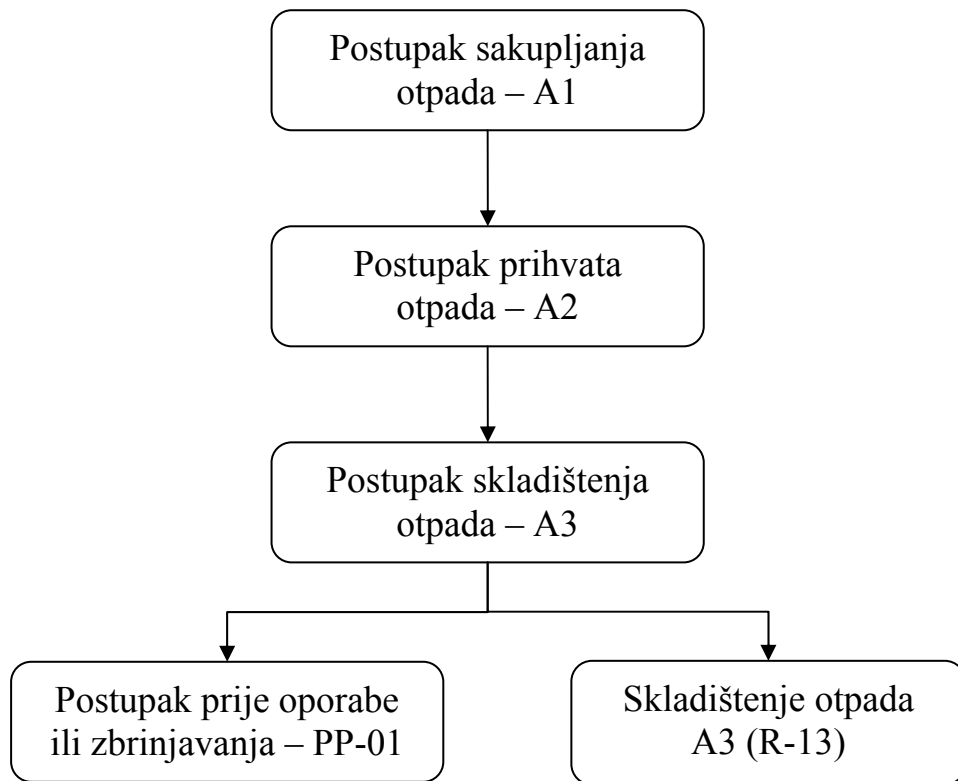 Postupak sakupljanja
otpada – A1
Postupak prihvata
otpada – A2
Postupak skladištenja
otpada – A3
Postupak prije oporabe
ili zbrinjavanja – PP-01
Skladištenje otpada
A3 (R-13)